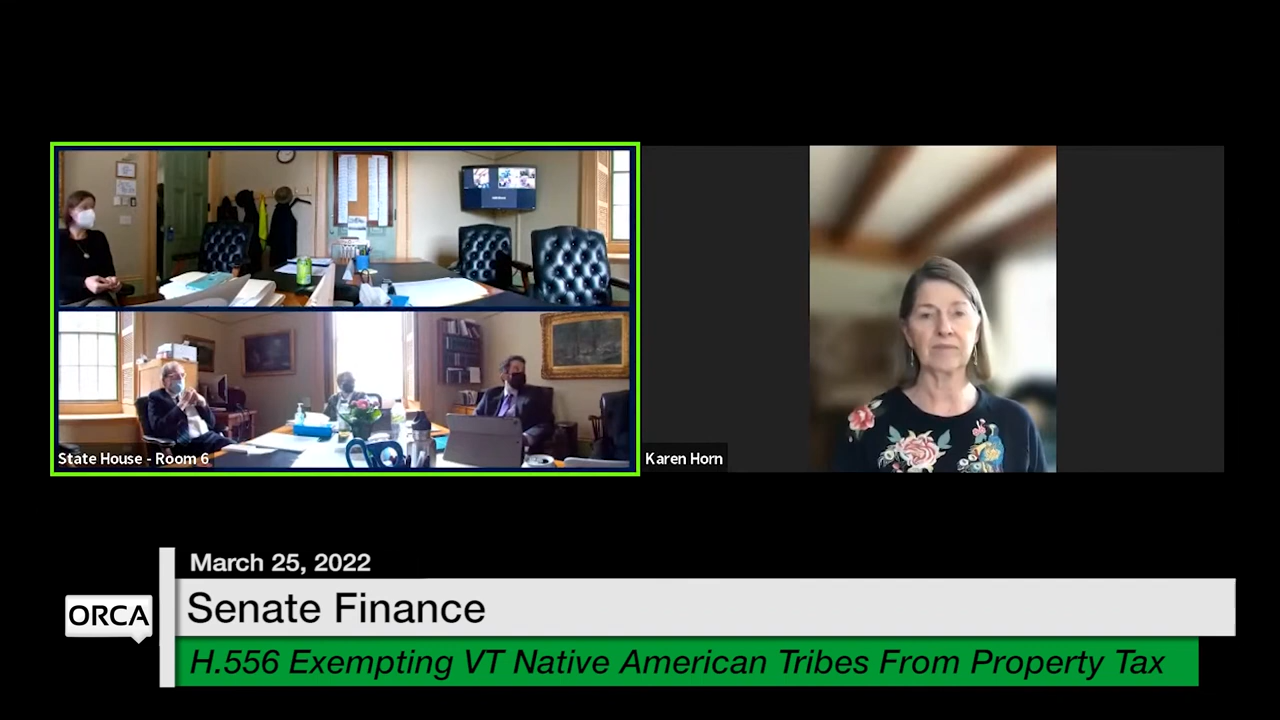 State House - Room 6
Karen Horn
March 25, 2022
ORCA
Senate Finance
H.556 Exempting VT Native American Tribes From Property Tax